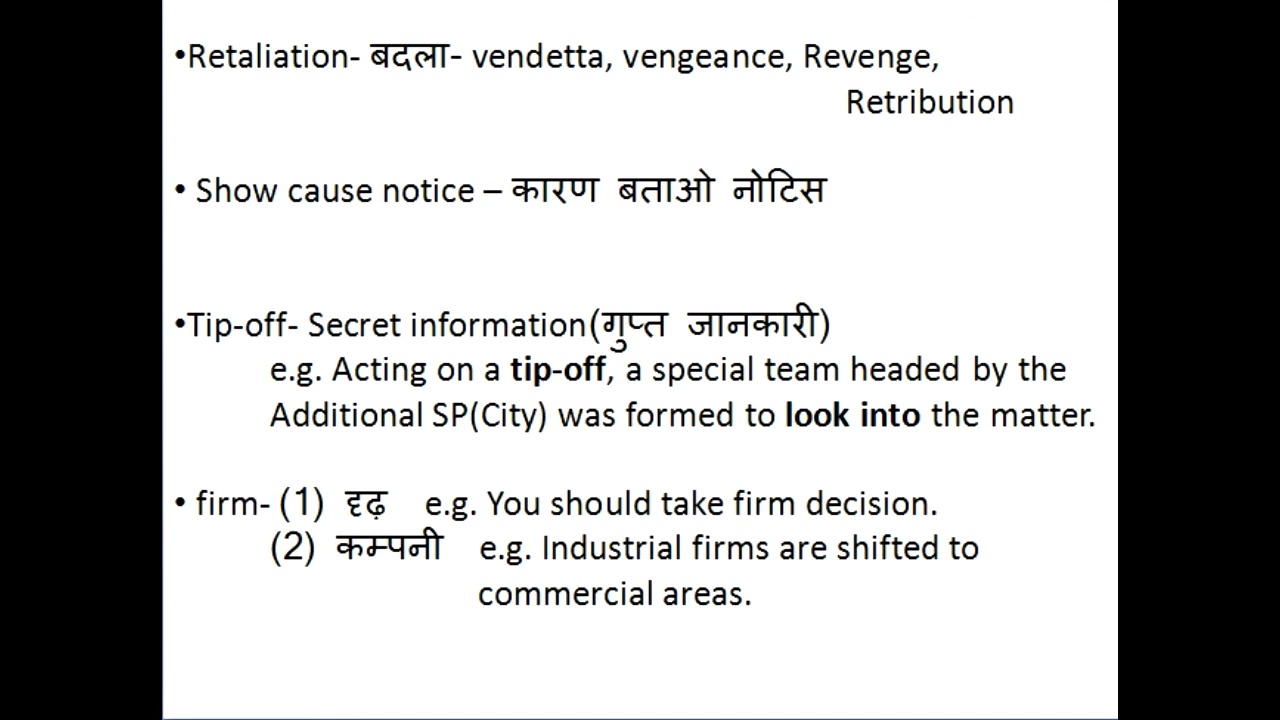 •Retaliation- बदला- vendetta, vengeance, Revenge,
Retribution
• Show cause notice – कारण बताओ नोटिस
•Tip-off- Secret information(गुप्त जानकारी)
e.g. Acting on a tip-off, a special team headed by the
Additional SP(City) was formed to look into the matter.
• firm- (1) दृढ़ e.g. You should take firm decision.
(2) कम्पनी e.g. Industrial firms are shifted to
commercial areas.